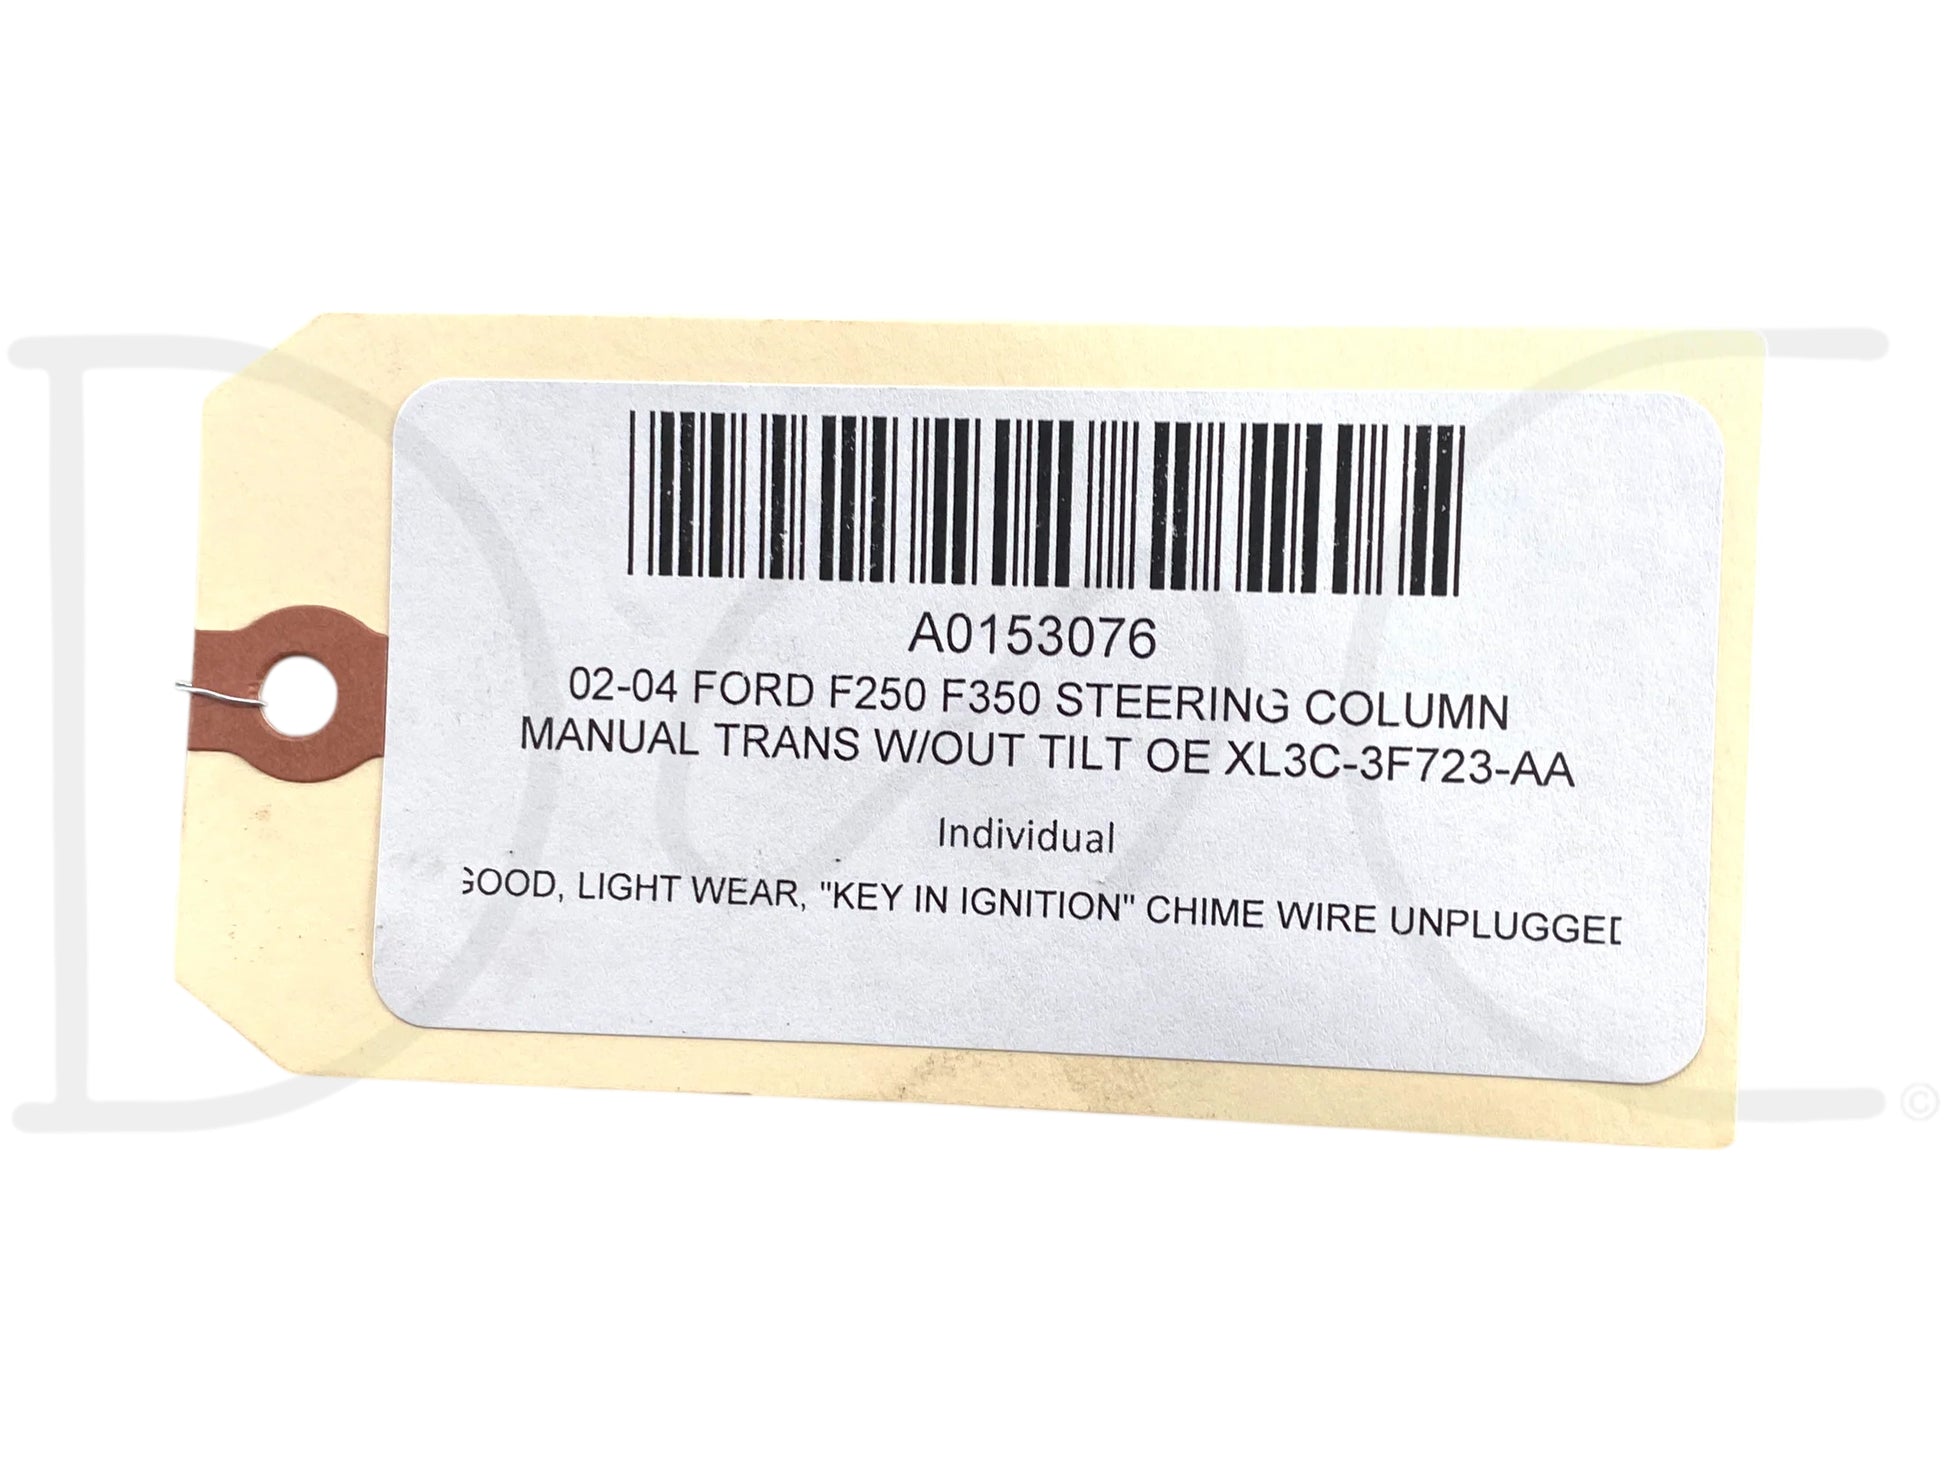 A0153076
02-04 FORD F250 F350 STEERING COLUMN
MANUAL TRANS W/OUT TILT OE XL3C-3F723-AA
Individual
GOOD, LIGHT WEAR, "KEY IN IGNITION" CHIME WIRE UNPLUGGED
©